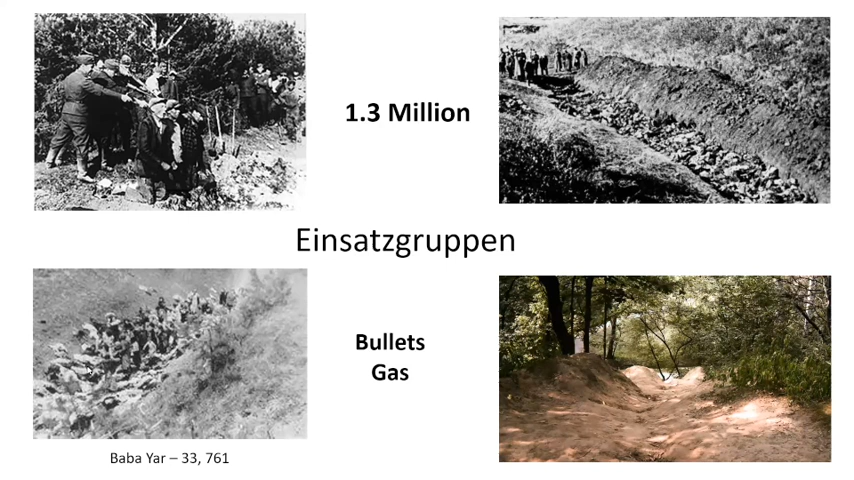 1.3 Million
Einsatzgruppen
Bullets
Gas
Baba Yar – 33, 761